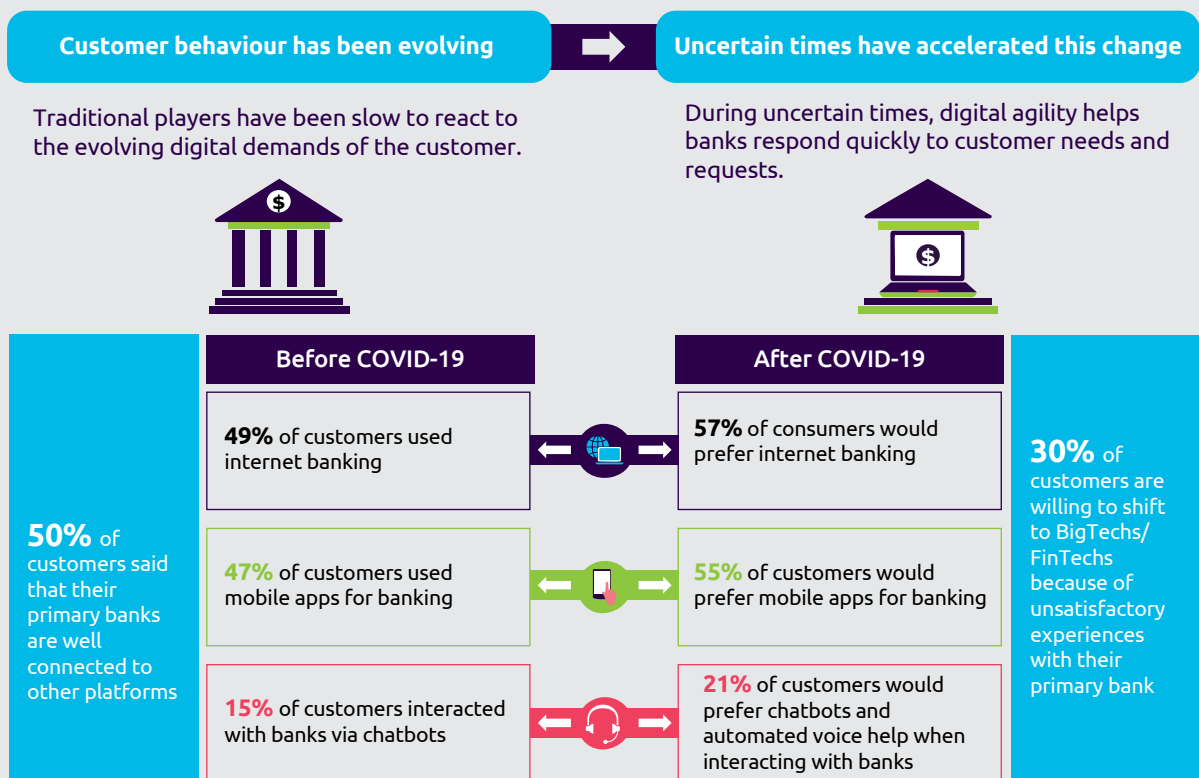 Customer behaviour has been evolving
Uncertain times have accelerated this change
Traditional players have been slow to react to
the evolving digital demands of the customer.
During uncertain times, digital agility helps
banks respond quickly to customer needs and
requests.
$
$
50% of
customers said
that their
primary banks
are well
connected to
other platforms
Before COVID-19
49% of customers used
internet banking
47% of customers used
mobile apps for banking
15% of customers interacted
with banks via chatbots
After COVID-19
57% of consumers would
prefer internet banking
55% of customers would
prefer mobile apps for banking
21% of customers would
prefer chatbots and
automated voice help when
interacting with banks
30% of
customers are
willing to shift
to BigTechs/
FinTechs
because of
unsatisfactory
experiences
with their
primary bank